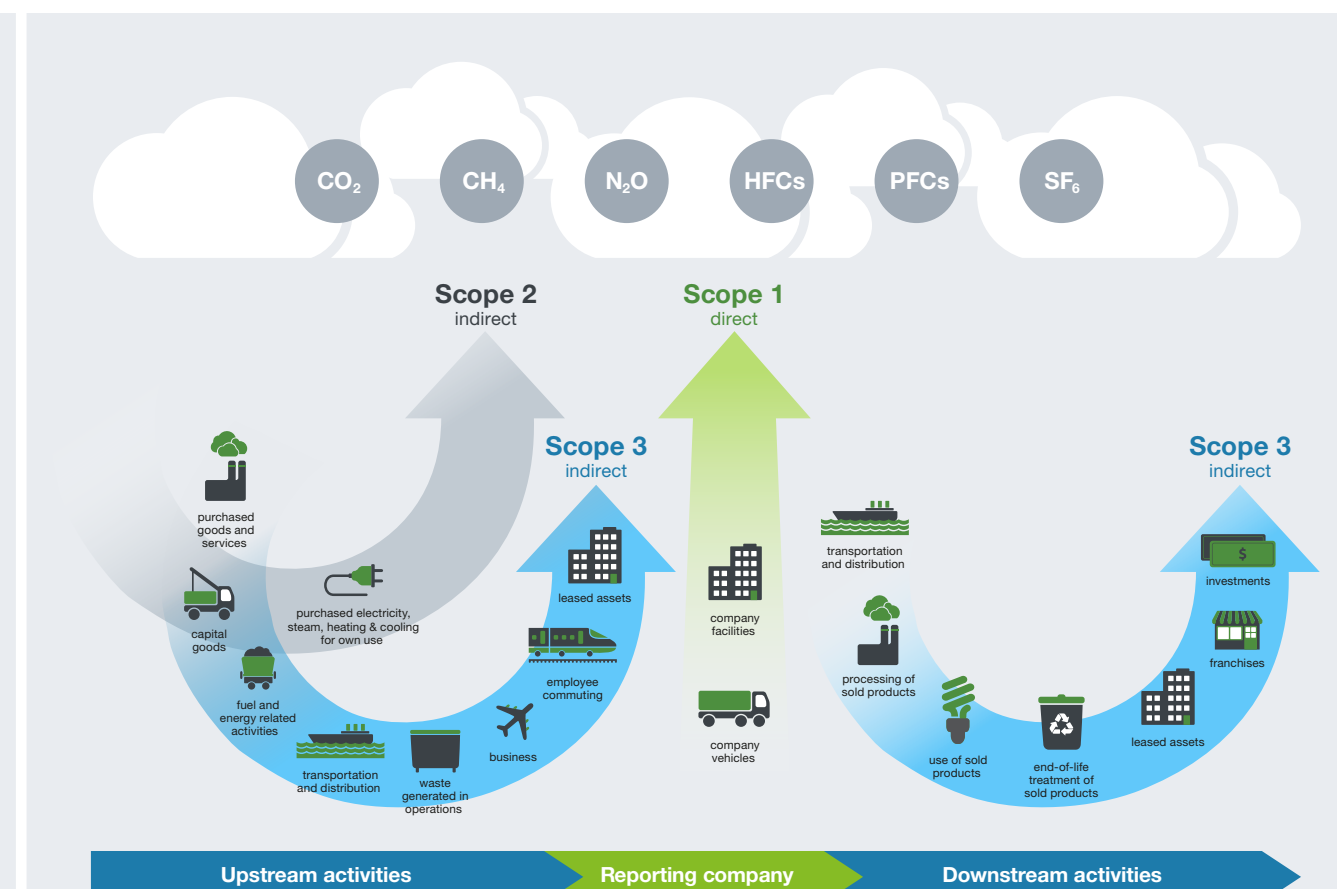 CO₂
CH₄
N₂O
HFCs
PFCs
SF₆
Scope 2
indirect
Scope 1
direct
Scope 3
indirect
Scope 3
indirect
purchased
goods and
services
capital
goods
fuel and
energy related
activities
purchased electricity,
steam, heating & cooling
for own use
transportation
and distribution
waste
generated in
operations
business
employee
commuting
leased assets
company
facilities
company
vehicles
transportation
and distribution
processing of
sold products
use of sold
products
end-of-life
treatment of
sold products
leased assets
franchises
$
investments
Upstream activities
Reporting company
Downstream activities